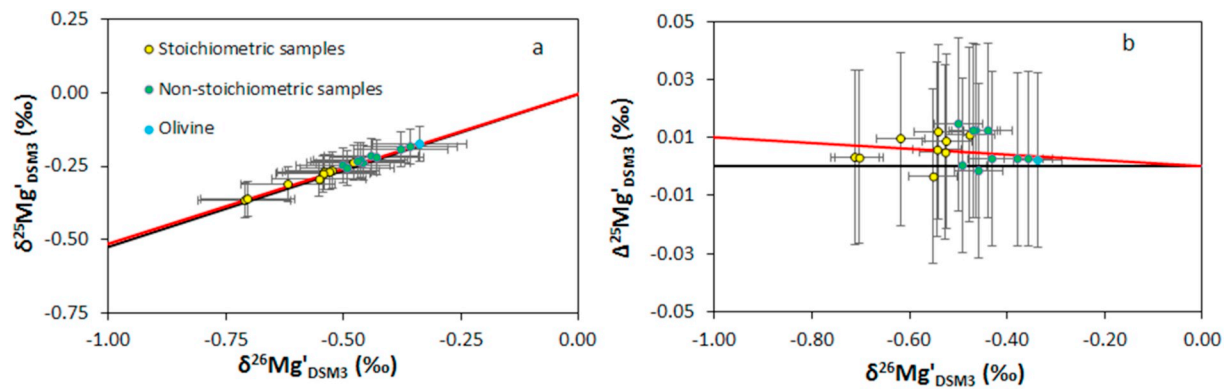 a
0.25
0.00
-0.25
-0.50
-0.75
δ²⁵Mg'DSM3 (‰)
Stoichiometric samples
Non-stoichiometric samples
Olivine
-1.00 -0.75 -0.50 -0.25 0.00
δ²⁶Mg'DSM3 (‰)
b
0.05
0.03
0.01
-0.01
-0.03
-0.05
Δ²⁵Mg'DSM3 (‰)
-1.00 -0.80 -0.60 -0.40 -0.20 0.00
δ²⁶Mg'DSM3 (‰)